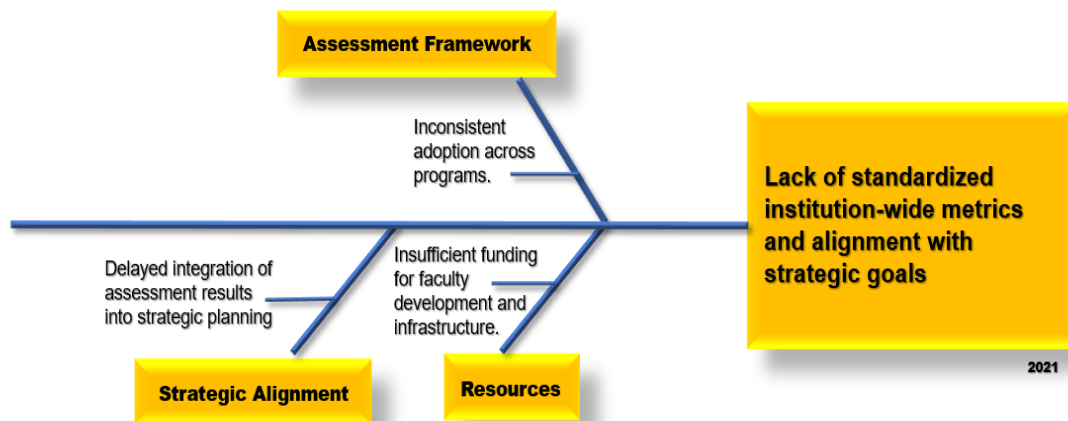 Assessment Framework
Inconsistent
adoption across
programs.
Lack of standardized
institution-wide metrics
and alignment with
strategic goals
Delayed integration of
assessment results
into strategic planning
Insufficient funding
for faculty
development and
infrastructure.
Strategic Alignment
Resources
2021